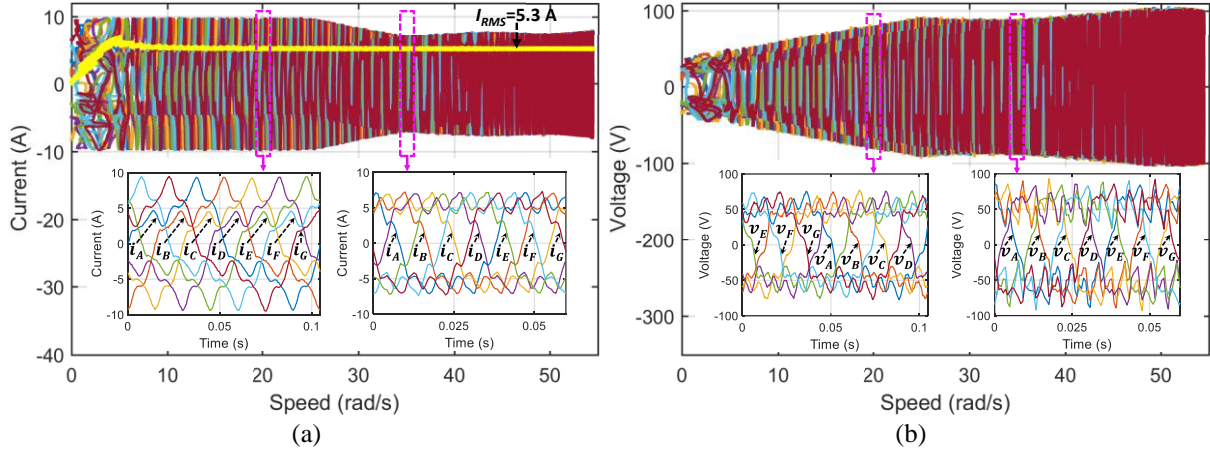 10
0
-10
-20
-30
-40
Current (A)
I_RMS=5.3 A
10
5
0
-5
-10
Current (A)
i_A i_B i_C i_D i_E i_F i_G
0 0.05 0.1
Time (s)
10
5
0
-5
-10
Current (A)
i_A i_B i_C i_D i_E i_F i_G
0 0.025 0.05
Time (s)
0 10 20 30 40 50
Speed (rad/s)
(a)
100
0
-100
-200
-300
Voltage (V)
100
50
0
-50
-100
Voltage (V)
v_E v_F v_G v_A v_B v_C v_D
0 0.05 0.1
Time (s)
100
50
0
-50
-100
Voltage (V)
v_A v_B v_C v_D v_E v_F v_G
0 0.025 0.05
Time (s)
0 10 20 30 40 50
Speed (rad/s)
(b)